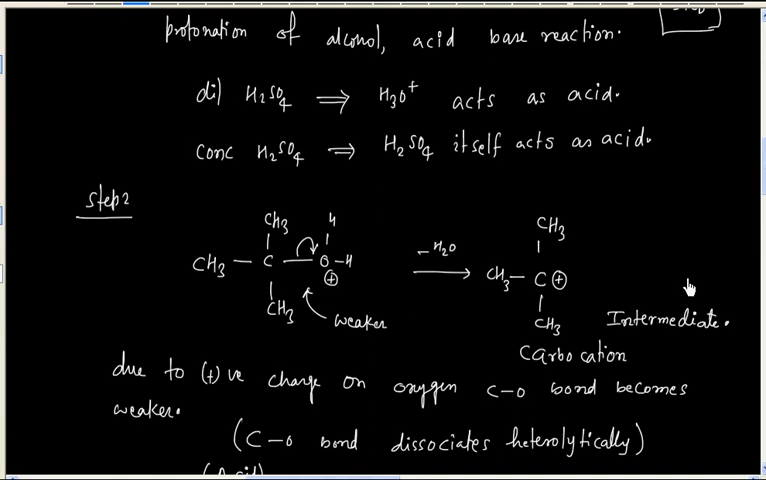 protonation of alcohol, acid base reaction.
dil H2SO4 ⟹ H3O+ acts as acid.
conc H2SO4 ⟹ H2SO4 itself acts as acid.
step2
CH3 H
CH3 — C — O - H
⊕
CH3
weaker
- H2O
CH3
CH3 - C ⊕
CH3
Intermediate.
Carbocation
due to (+)ve charge on oxygen C-O bond becomes
weaker.
(C-O bond dissociates heterolytically)